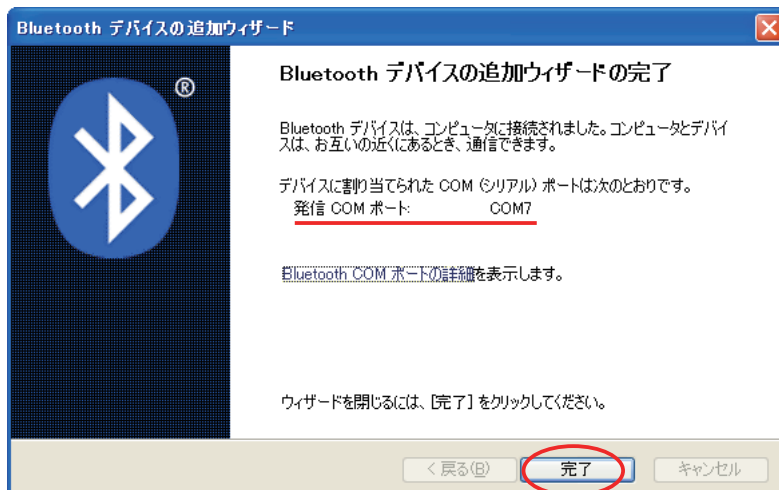 Bluetooth デバイスの追加ウィザード
®
Bluetooth デバイスの追加ウィザードの完了
Bluetooth デバイスは、コンピュータに接続されました。コンピュータとデバイ
スは、お互いの近くにあるとき、通信できます。
デバイスに割り当てられた COM (シリアル) ポートは次のとおりです。
発信 COM ポート: COM7
Bluetooth COM ポートの詳細を表示します。
ウィザードを閉じるには、[完了] をクリックしてください。
< 戻る(B) 完了 キャンセル